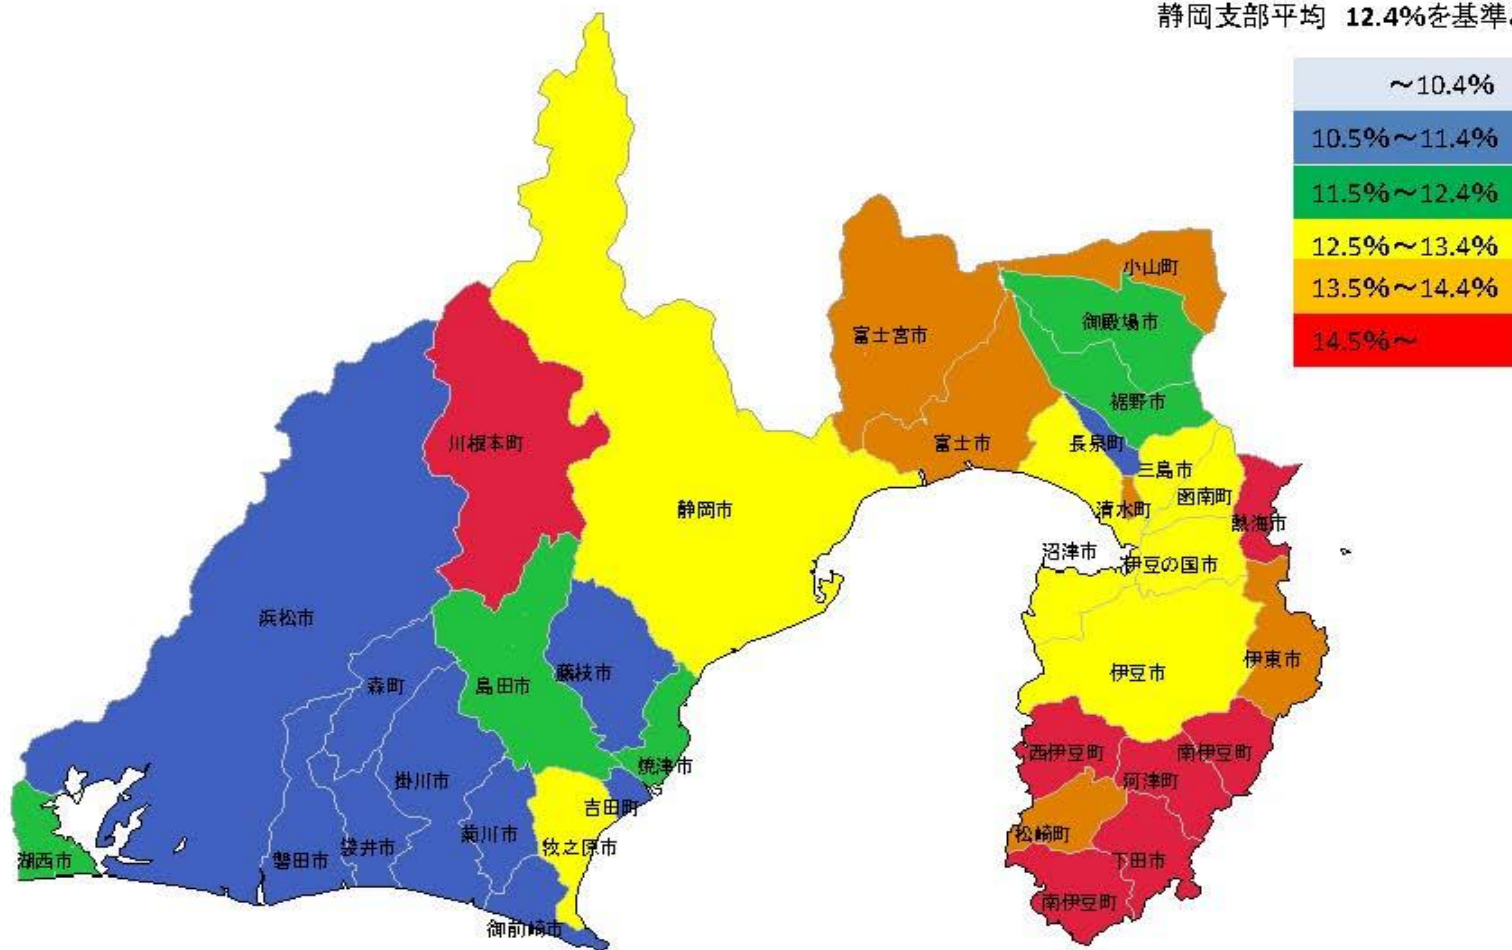 静岡支部平均 12.4%を基準
～10.4%
10.5%～11.4%
11.5%～12.4%
12.5%～13.4%
13.5%～14.4%
14.5%～
小山町
御殿場市
富士宮市
裾野市
富士市
長泉町
三島市
函南町
清水町
熱海市
沼津市
伊豆の国市
伊東市
伊豆市
川根本町
静岡市
浜松市
森町
島田市
藤枝市
焼津市
掛川市
吉田町
菊川市
牧之原市
湖西市
磐田市
袋井市
御前崎市
西伊豆町
南伊豆町
河津町
松崎町
下田市
南伊豆町